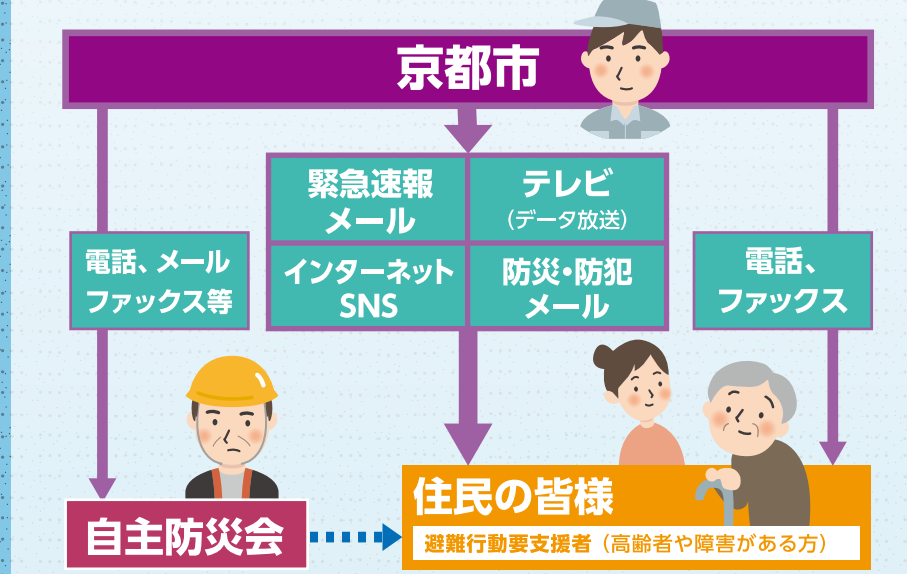 京都市
緊急速報
メール
テレビ
（データ放送）
電話、メール
ファックス等
インターネット
SNS
防災・防犯
メール
電話、
ファックス
自主防災会
住民の皆様
避難行動要支援者（高齢者や障害がある方）